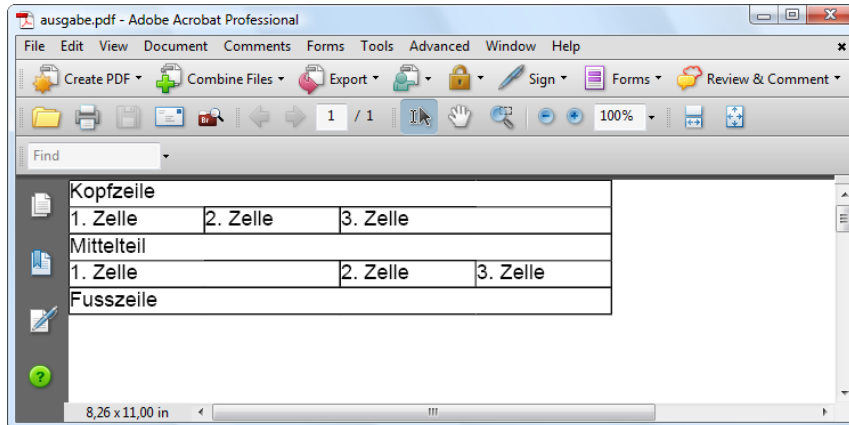 ausgabe.pdf - Adobe Acrobat Professional
File Edit View Document Comments Forms Tools Advanced Window Help
Create PDF Combine Files Export Sign Forms Review & Comment
1 / 1 100%
Find
Kopfzeile
1. Zelle 2. Zelle 3. Zelle
Mittelteil
1. Zelle 2. Zelle 3. Zelle
Fusszeile
8,26 x 11,00 in